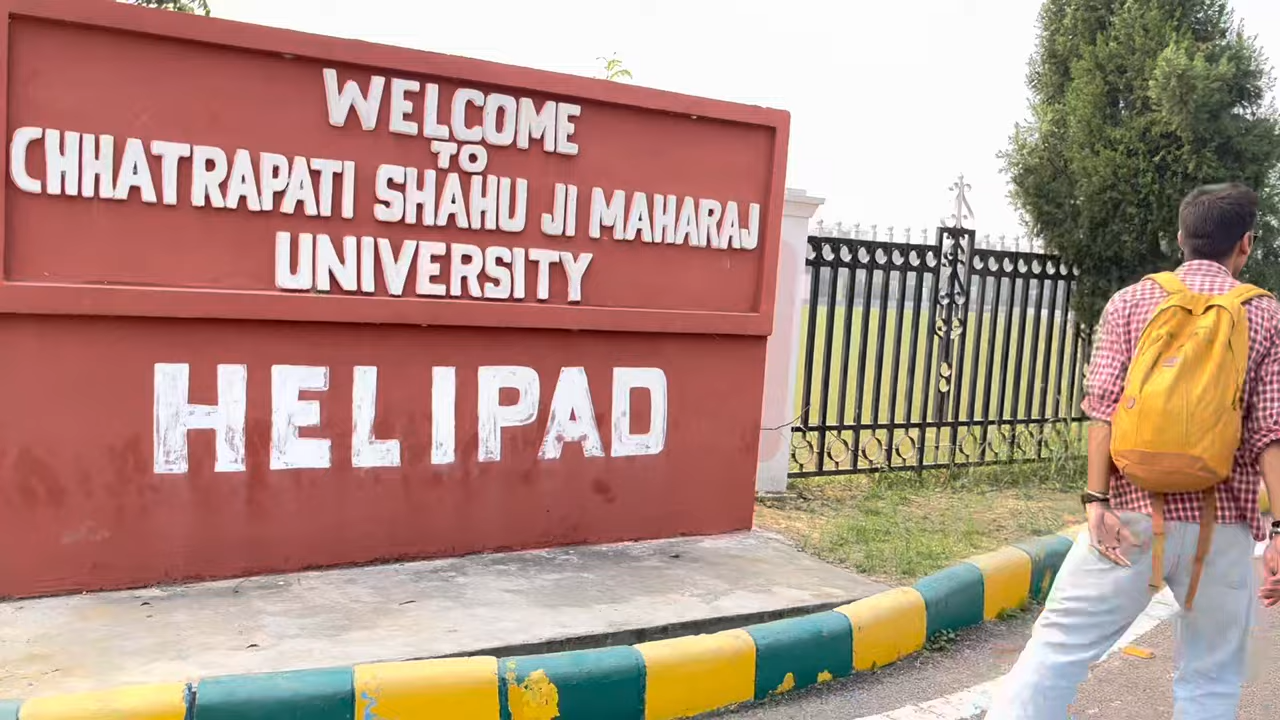 WELCOME
TO
CHHATRAPATI SHAHU JI MAHARAJ
UNIVERSITY
HELIPAD